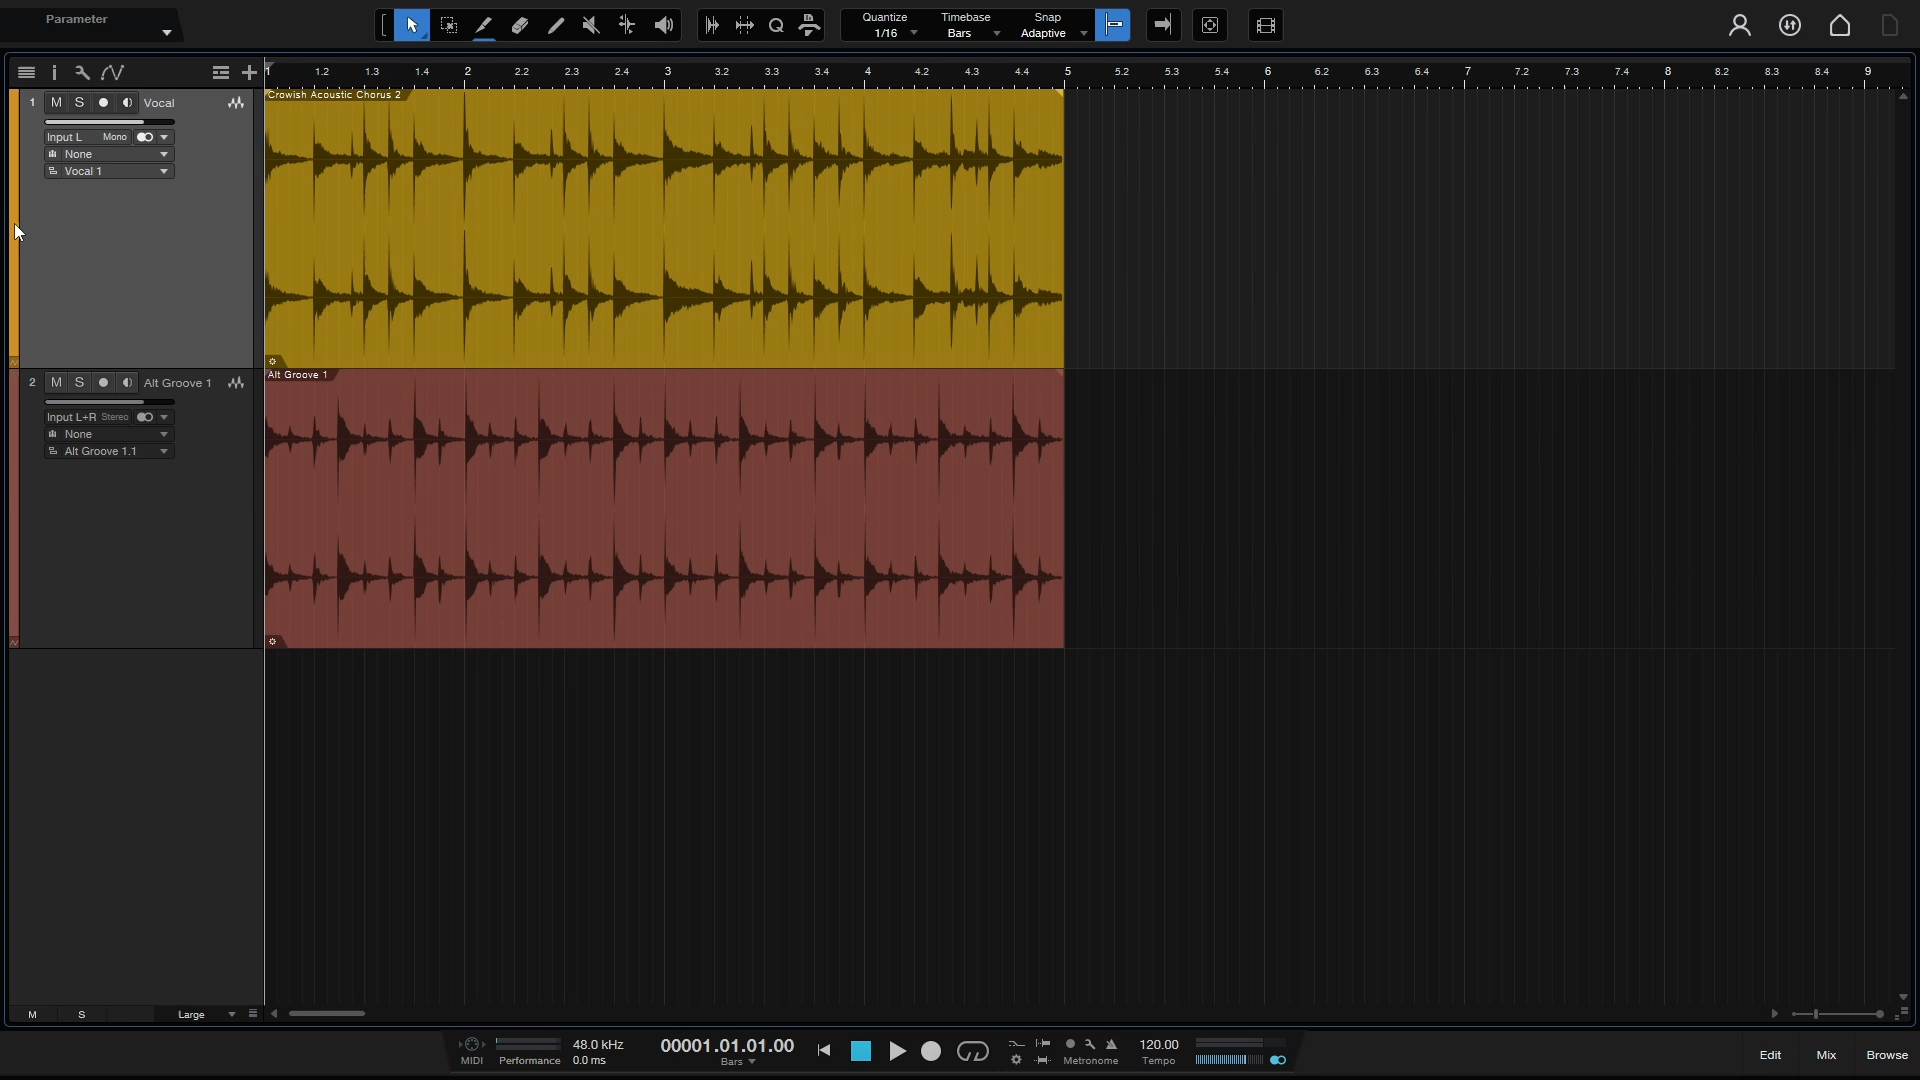 Parameter
Quantize
Timebase
Snap
1/16
Bars
Adaptive
1 1.2 1.3 1.4 2 2.2 2.3 2.4 3 3.2 3.3 3.4 4 4.2 4.3 4.4 5 5.2 5.3 5.4 6 6.2 6.3 6.4 7 7.2 7.3 7.4 8 8.2 8.3 8.4 9
1 M S Vocal
Crowish Acoustic Chorus 2
Input L Mono
None
Vocal 1
2 M S Alt Groove 1
Alt Groove 1
Input L+R Stereo
None
Alt Groove 1.1
M S Large
MIDI
Performance
48.0 kHz
0.0 ms
00001.01.01.00
Bars
Metronome
120.00
Tempo
Edit
Mix
Browse